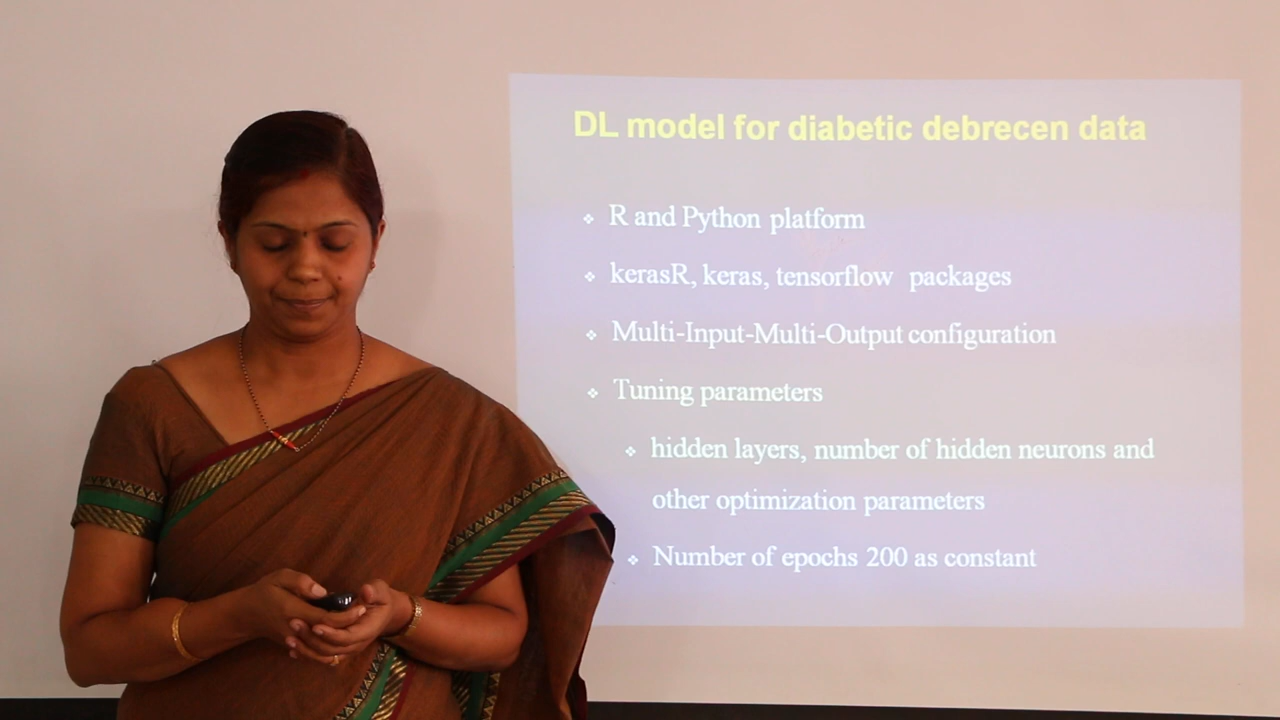 DL model for diabetic debrecen data
R and Python platform
kerasR, keras, tensorflow packages
Multi-Input-Multi-Output configuration
Tuning parameters
hidden layers, number of hidden neurons and
other optimization parameters
Number of epochs 200 as constant